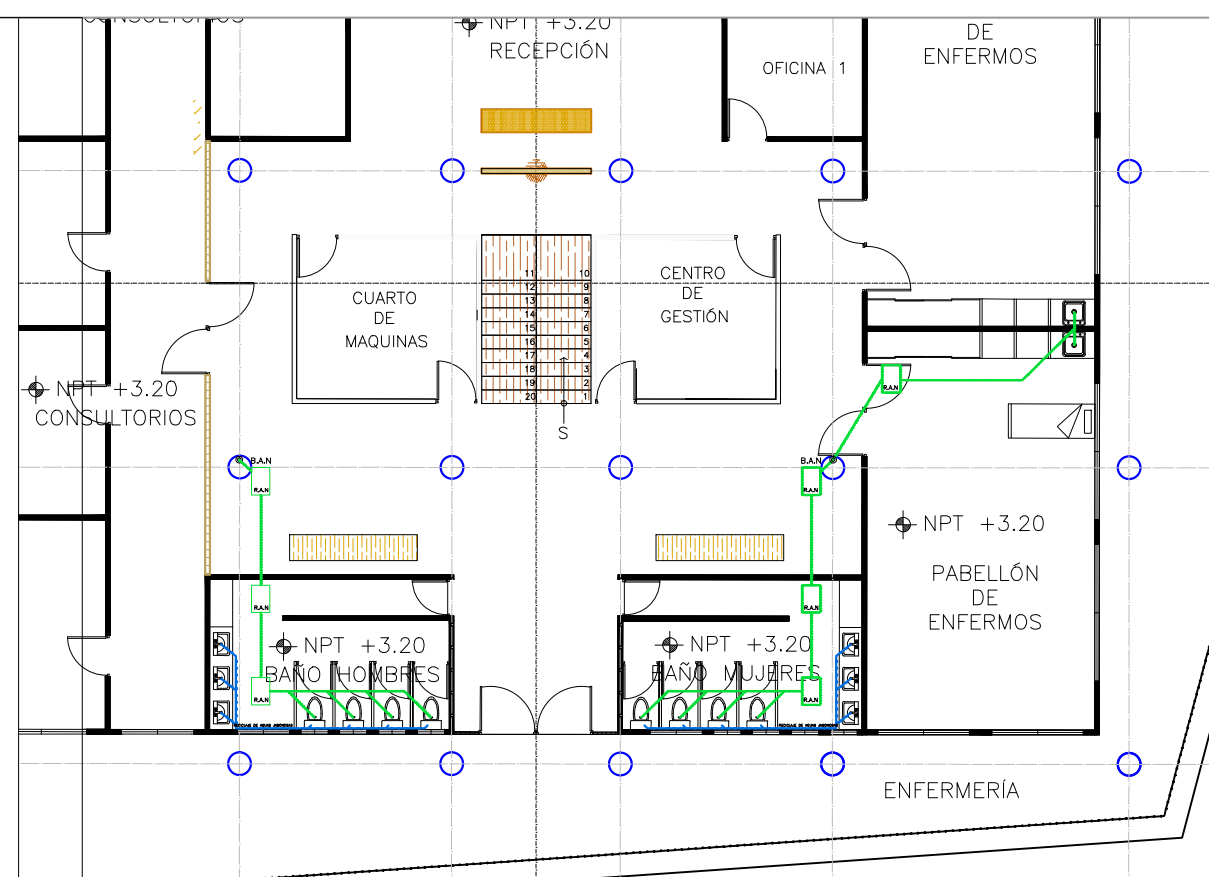 CONSULTORIOS
NPT +3.20
RECEPCIÓN
OFICINA 1
DE
ENFERMOS
CUARTO
DE
MAQUINAS
11 10
12 9
13 8
14 7
15 6
16 5
17 4
18 3
19 2
20 1
S
CENTRO
DE
GESTIÓN
NPT +3.20
CONSULTORIOS
R.A.N
B.A.N
R.A.N
B.A.N
R.A.N
NPT +3.20
PABELLÓN
DE
ENFERMOS
R.A.N
R.A.N
NPT +3.20
BAÑO HOMBRES
R.A.N
NPT +3.20
BAÑO MUJERES
R.A.N
ENFERMERÍA